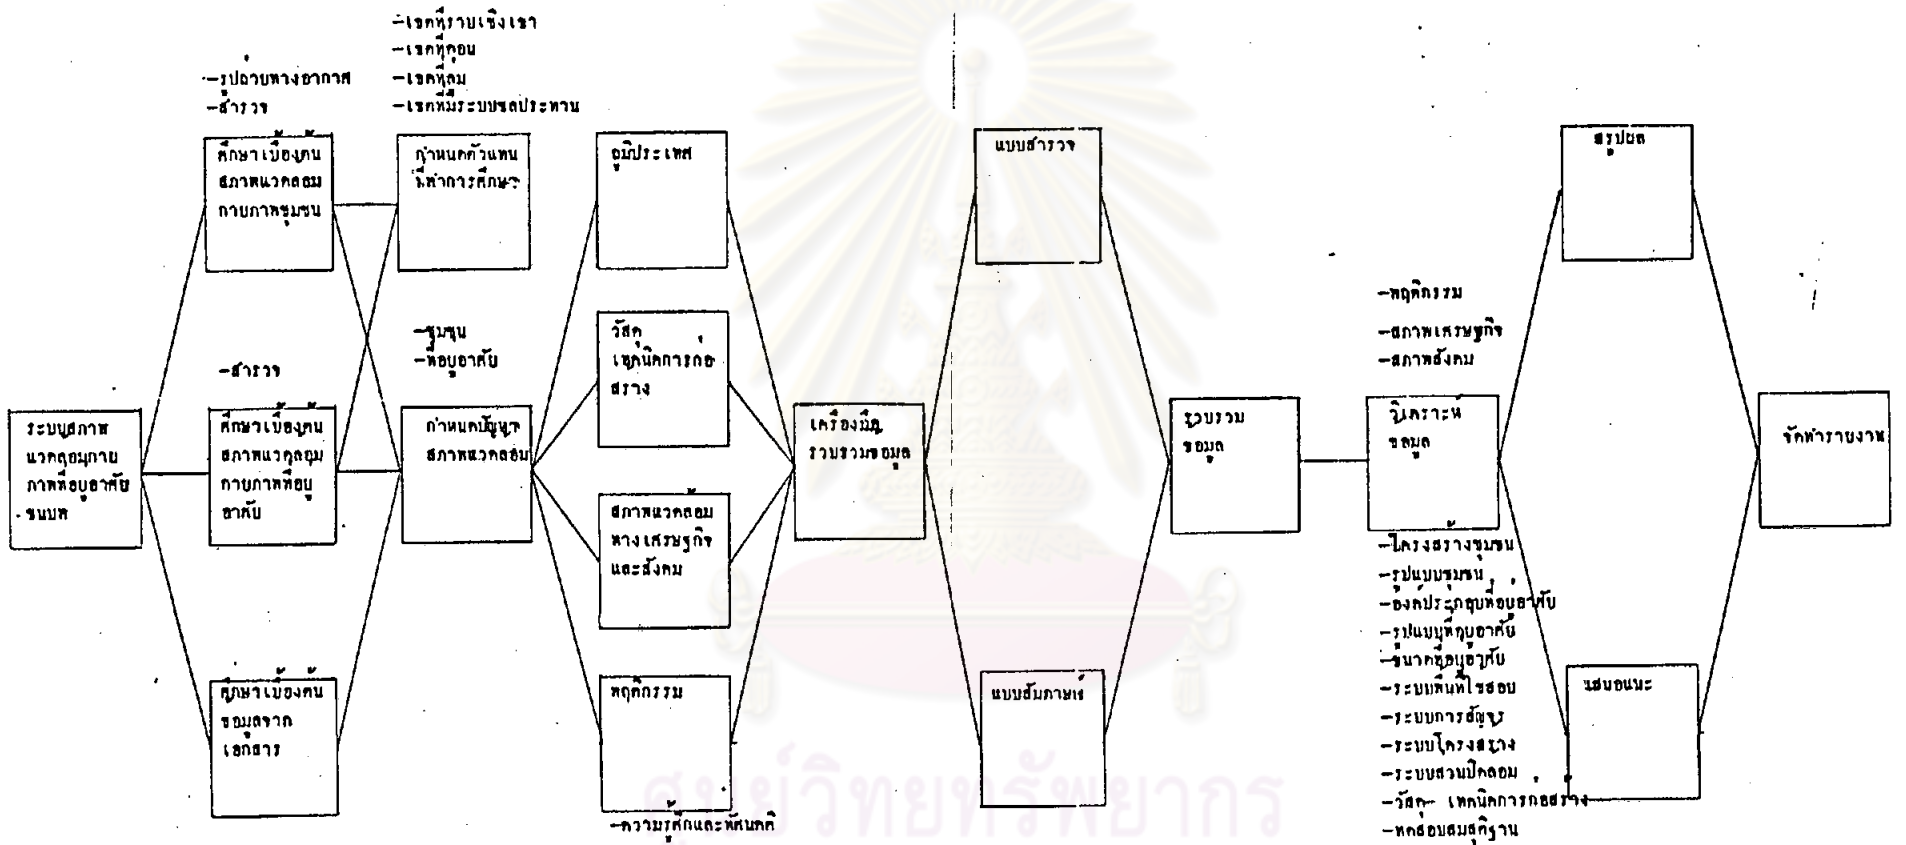 -เขตที่ราบเชิงเขา
-เขตที่ดอน
-เขตที่ลุ่ม
-เขตที่มีระบบชลประทาน
-รูปถ่ายทางอากาศ
-สำรวจ
ศึกษาเบื้องต้น
สภาพแวดล้อม
กายภาพชุมชน
กำหนดตัวแทน
ที่ทำการศึกษา
ภูมิประเทศ
แบบสำรวจ
สรุปผล
-สำรวจ
-ชุมชน
-ที่อยู่อาศัย
วัสดุ
เทคนิคการก่อ
สร้าง
-พฤติกรรม
-สภาพเศรษฐกิจ
-สภาพสังคม
ระบบสภาพ
แวดล้อมกาย
ภาพที่อยู่อาศัย
ชนบท
ศึกษาเบื้องต้น
สภาพแวดล้อม
กายภาพที่อยู่
อาศัย
กำหนดปัญหา
สภาพแวดล้อม
สภาพแวดล้อม
ทางเศรษฐกิจ
และสังคม
เครื่องมือ
รวบรวมข้อมูล
รวบรวม
ข้อมูล
วิเคราะห์
ข้อมูล
จัดทำรายงาน
ศึกษาเบื้องต้น
ข้อมูลจาก
เอกสาร
พฤติกรรม
-ความรู้สึกและทัศนคติ
แบบสัมภาษณ์
-โครงสร้างชุมชน
-รูปแบบชุมชน
-องค์ประกอบที่อยู่อาศัย
-รูปแบบที่อยู่อาศัย
-ขนาดที่อยู่อาศัย
-ระบบพื้นที่ใช้สอย
-ระบบการสัญจร
-ระบบโครงสร้าง
-ระบบส่วนปิดล้อม
-วัสดุ- เทคนิคการก่อสร้าง
-ทดสอบสมมุติฐาน
เสนอแนะ
ศูนย์วิทยทรัพยากร